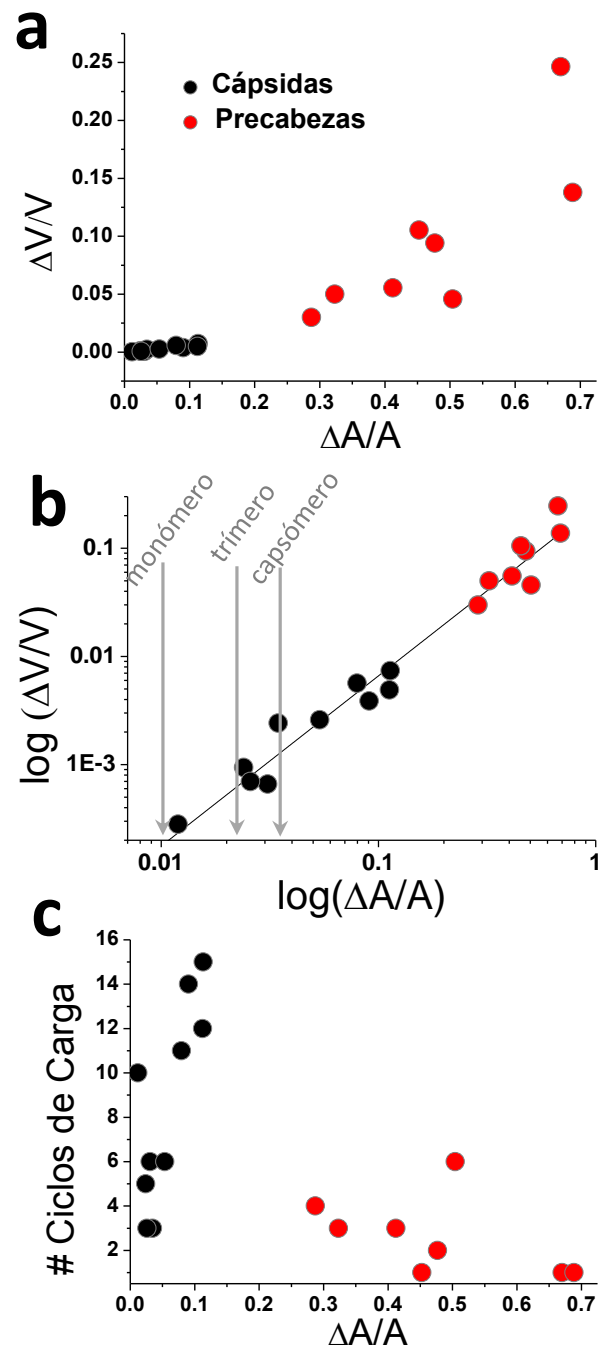 a
Cápsidas
Precabezas
0.25
0.20
0.15
0.10
0.05
0.00
ΔV/V
0.0 0.1 0.2 0.3 0.4 0.5 0.6 0.7
ΔA/A
b
monómero
trímero
capsómero
0.1
0.01
1E-3
log (ΔV/V)
0.01 0.1 1
log(ΔA/A)
c
16
14
12
10
8
6
4
2
# Ciclos de Carga
0.0 0.1 0.2 0.3 0.4 0.5 0.6 0.7
ΔA/A